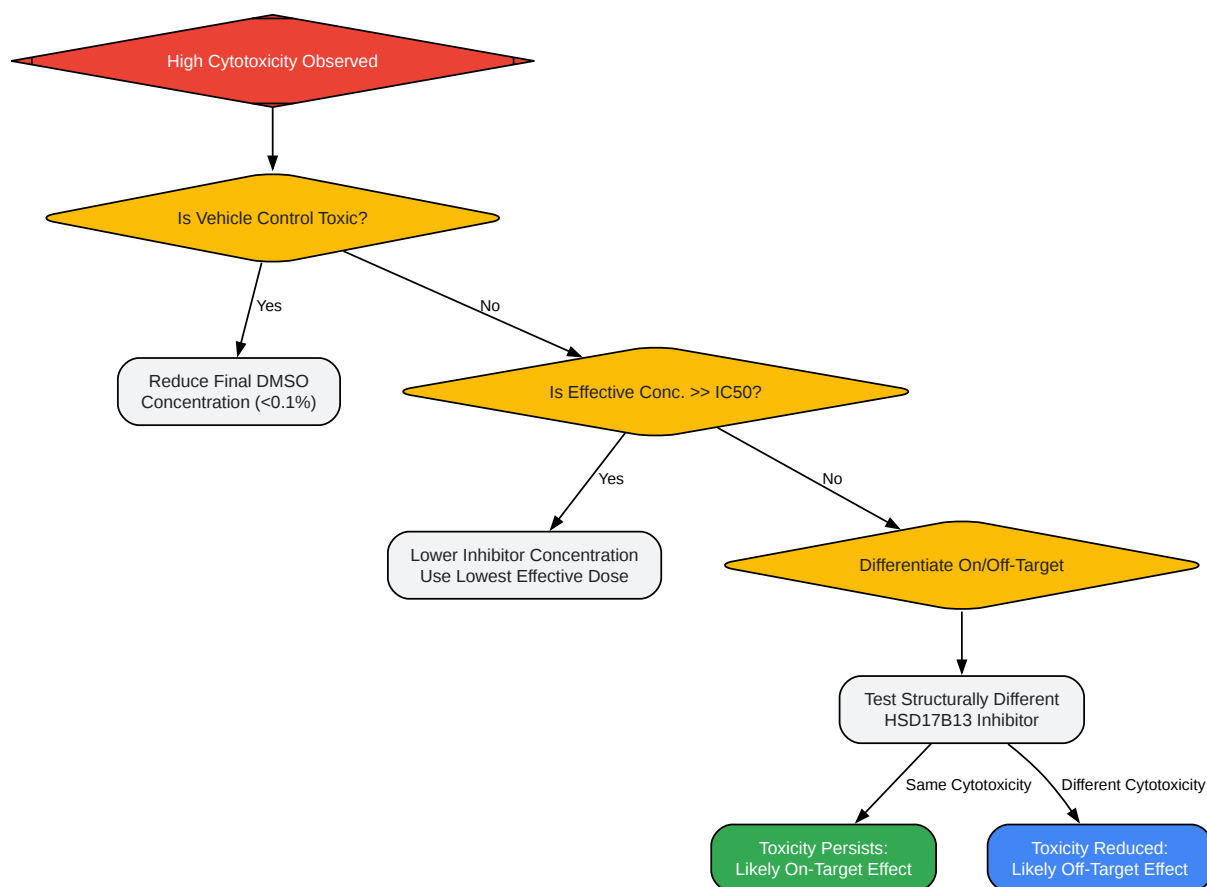 High Cytotoxicity Observed
Is Vehicle Control Toxic?
Yes
No
Reduce Final DMSO
Concentration (<0.1%)
Is Effective Conc. >> IC50?
Yes
No
Lower Inhibitor Concentration
Use Lowest Effective Dose
Differentiate On/Off-Target
Test Structurally Different
HSD17B13 Inhibitor
Same Cytotoxicity
Different Cytotoxicity
Toxicity Persists:
Likely On-Target Effect
Toxicity Reduced:
Likely Off-Target Effect